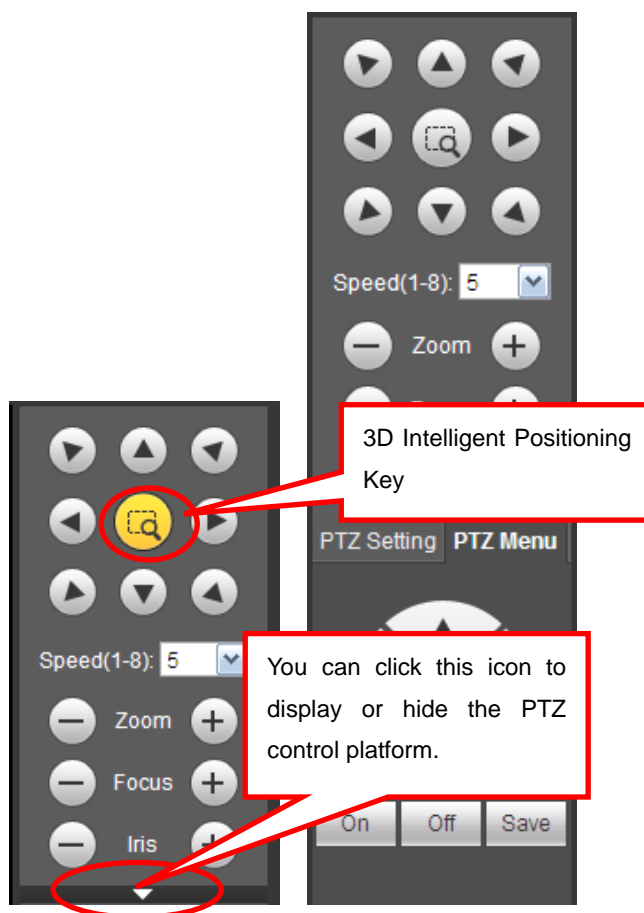 Speed(1-8): 5
Zoom
3D Intelligent Positioning
Key
PTZ Setting PTZ Menu
Speed(1-8): 5
Zoom
Focus
Iris
You can click this icon to
display or hide the PTZ
control platform.
On Off Save